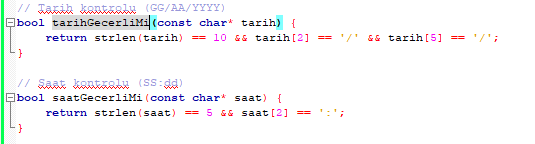 // Tarih kontrolu (GG/AA/YYYY)
bool tarihGecerliMi(const char* tarih) {
    return strlen(tarih) == 10 && tarih[2] == '/' && tarih[5] == '/';
}
// Saat kontrolu (SS:dd)
bool saatGecerliMi(const char* saat) {
    return strlen(saat) == 5 && saat[2] == ':';
}